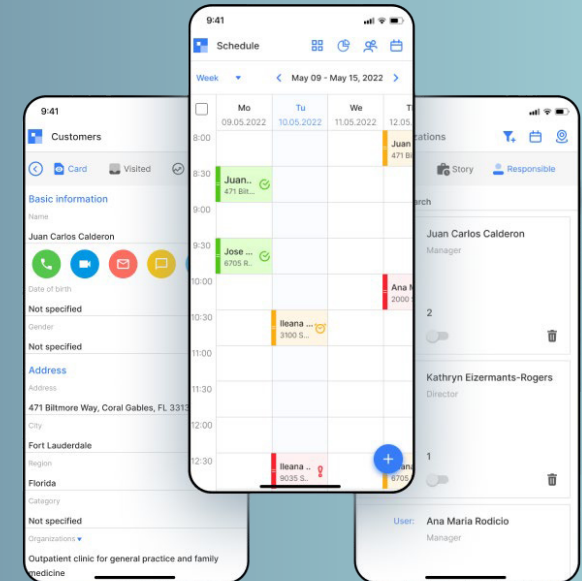 9:41
Schedule
Week
May 09 - May 15, 2022
Mo
Tu
We
09.05.2022
10.05.2022
11.05.2022
12.05.
8:00
Juan
471 Bi
8:30
Juan..
471 Bilt...
9:00
9:30
Jose ...
6705 R..
10:00
Ana
2000
10:30
Ileana ...
3100 S...
11:00
11:30
12:00
12:30
Ileana ..
9035 S..
6705
9:41
Customers
Card
Visited
Basic information
Name
Juan Carlos Calderon
Date of birth
Not specified
Gender
Not specified
Address
Address
471 Biltmore Way, Coral Gables, FL 3313
City
Fort Lauderdale
Region
Florida
Category
Not specified
Organizations
Outpatient clinic for general practice and family
medicine
Story
Responsible
Juan Carlos Calderon
Manager
2
Kathryn Eizermants-Rogers
Director
1
User:
Ana Maria Rodicio
Manager